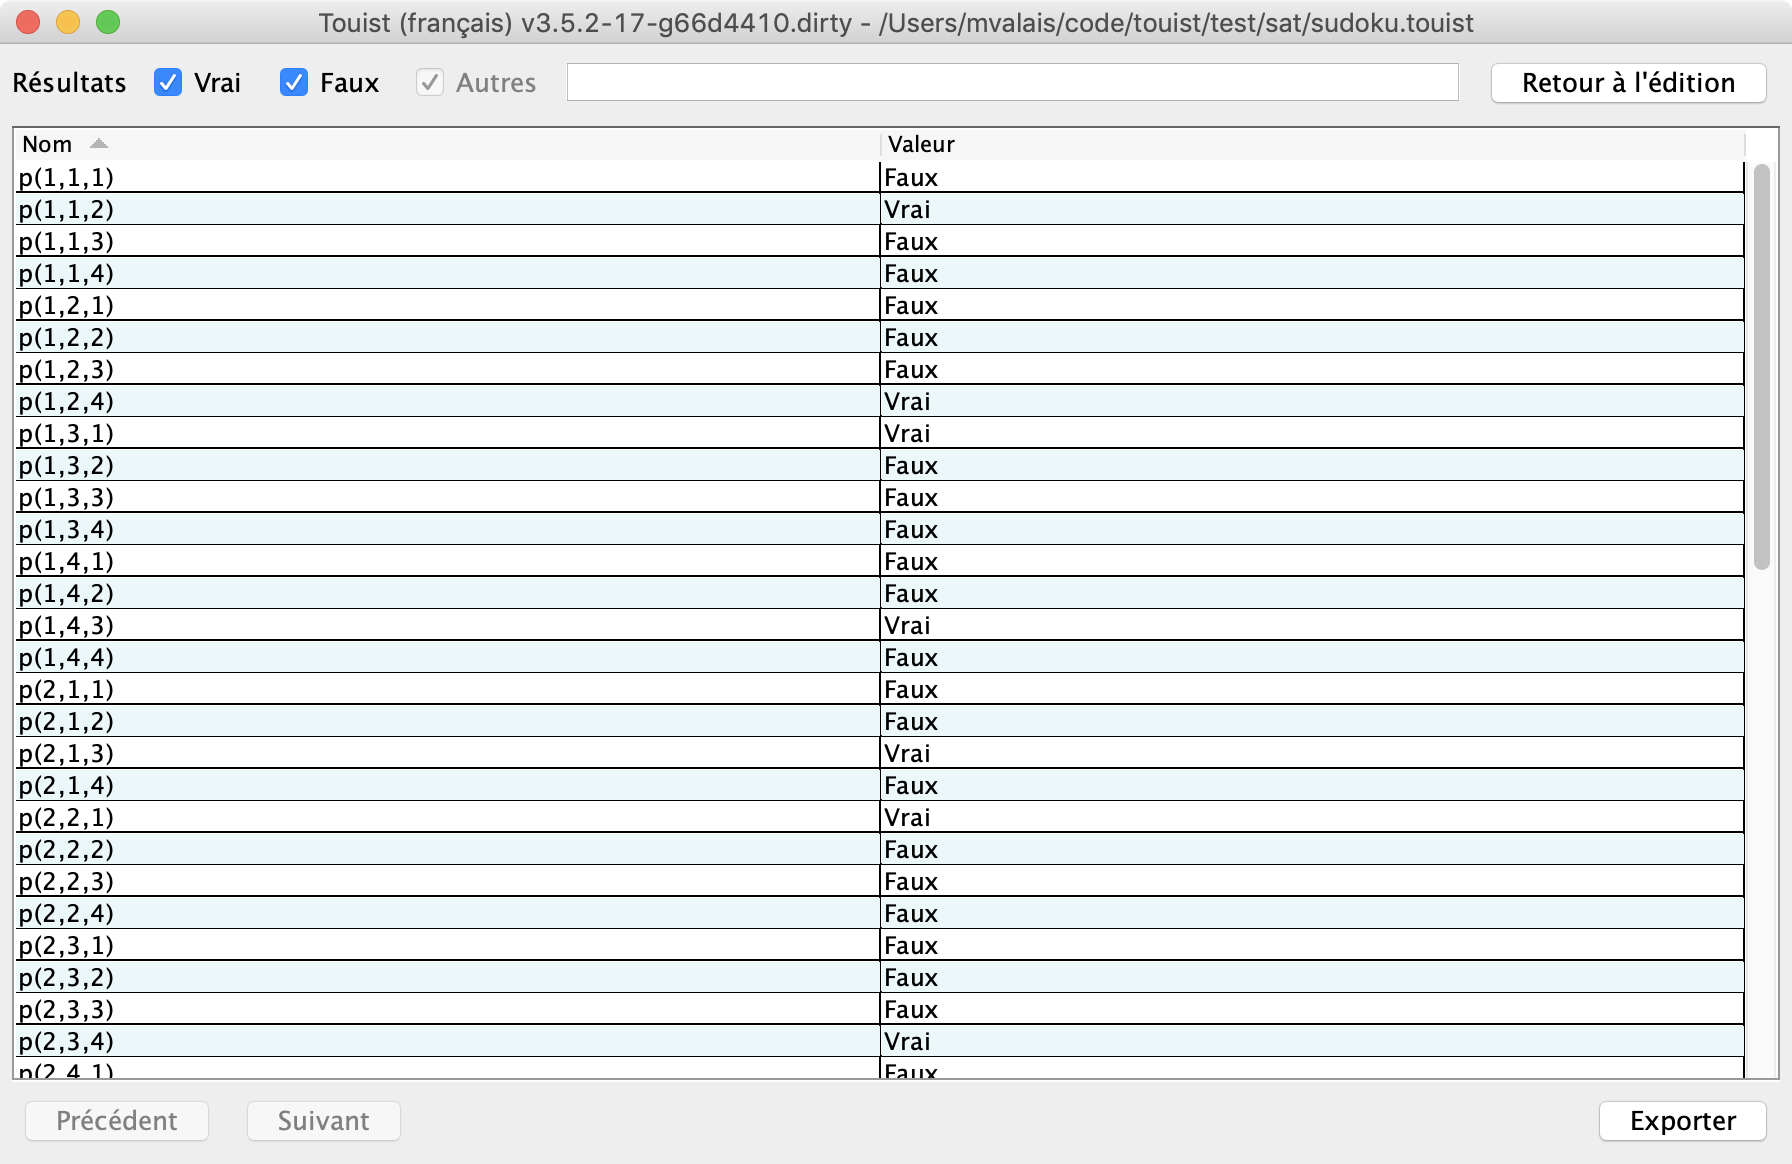 Touist (français) v3.5.2-17-g66d4410.dirty – /Users/mvalais/code/touist/test/sat/sudoku.touist
Résultats Vrai Faux Autres Retour à l'édition
Nom Valeur
p(1,1,1) Faux
p(1,1,2) Vrai
p(1,1,3) Faux
p(1,1,4) Faux
p(1,2,1) Faux
p(1,2,2) Faux
p(1,2,3) Faux
p(1,2,4) Vrai
p(1,3,1) Vrai
p(1,3,2) Faux
p(1,3,3) Faux
p(1,3,4) Faux
p(1,4,1) Faux
p(1,4,2) Faux
p(1,4,3) Vrai
p(1,4,4) Faux
p(2,1,1) Faux
p(2,1,2) Faux
p(2,1,3) Vrai
p(2,1,4) Faux
p(2,2,1) Vrai
p(2,2,2) Faux
p(2,2,3) Faux
p(2,2,4) Faux
p(2,3,1) Faux
p(2,3,2) Faux
p(2,3,3) Faux
p(2,3,4) Vrai
p(2,4,1) Faux
Précédent Suivant Exporter